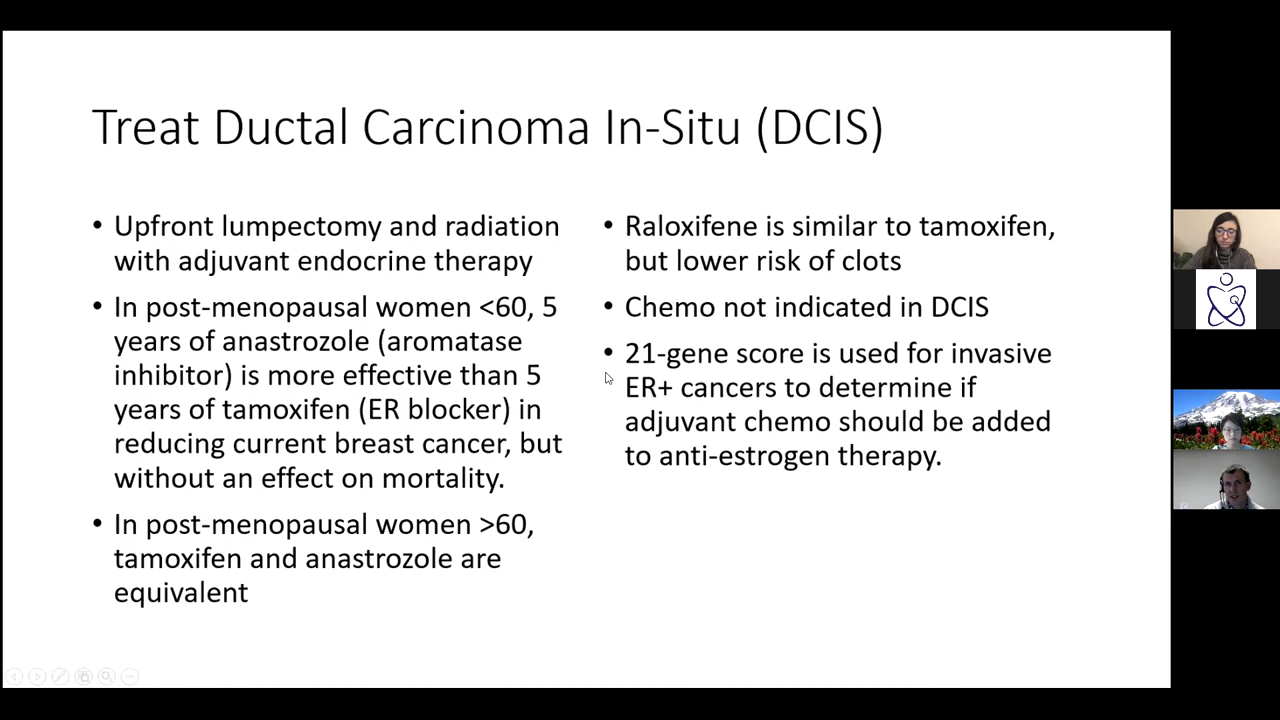 Treat Ductal Carcinoma In-Situ (DCIS)
• Upfront lumpectomy and radiation
with adjuvant endocrine therapy
• In post-menopausal women <60, 5
years of anastrozole (aromatase
inhibitor) is more effective than 5
years of tamoxifen (ER blocker) in
reducing current breast cancer, but
without an effect on mortality.
• In post-menopausal women >60,
tamoxifen and anastrozole are
equivalent
• Raloxifene is similar to tamoxifen,
but lower risk of clots
• Chemo not indicated in DCIS
• 21-gene score is used for invasive
ER+ cancers to determine if
adjuvant chemo should be added
to anti-estrogen therapy.